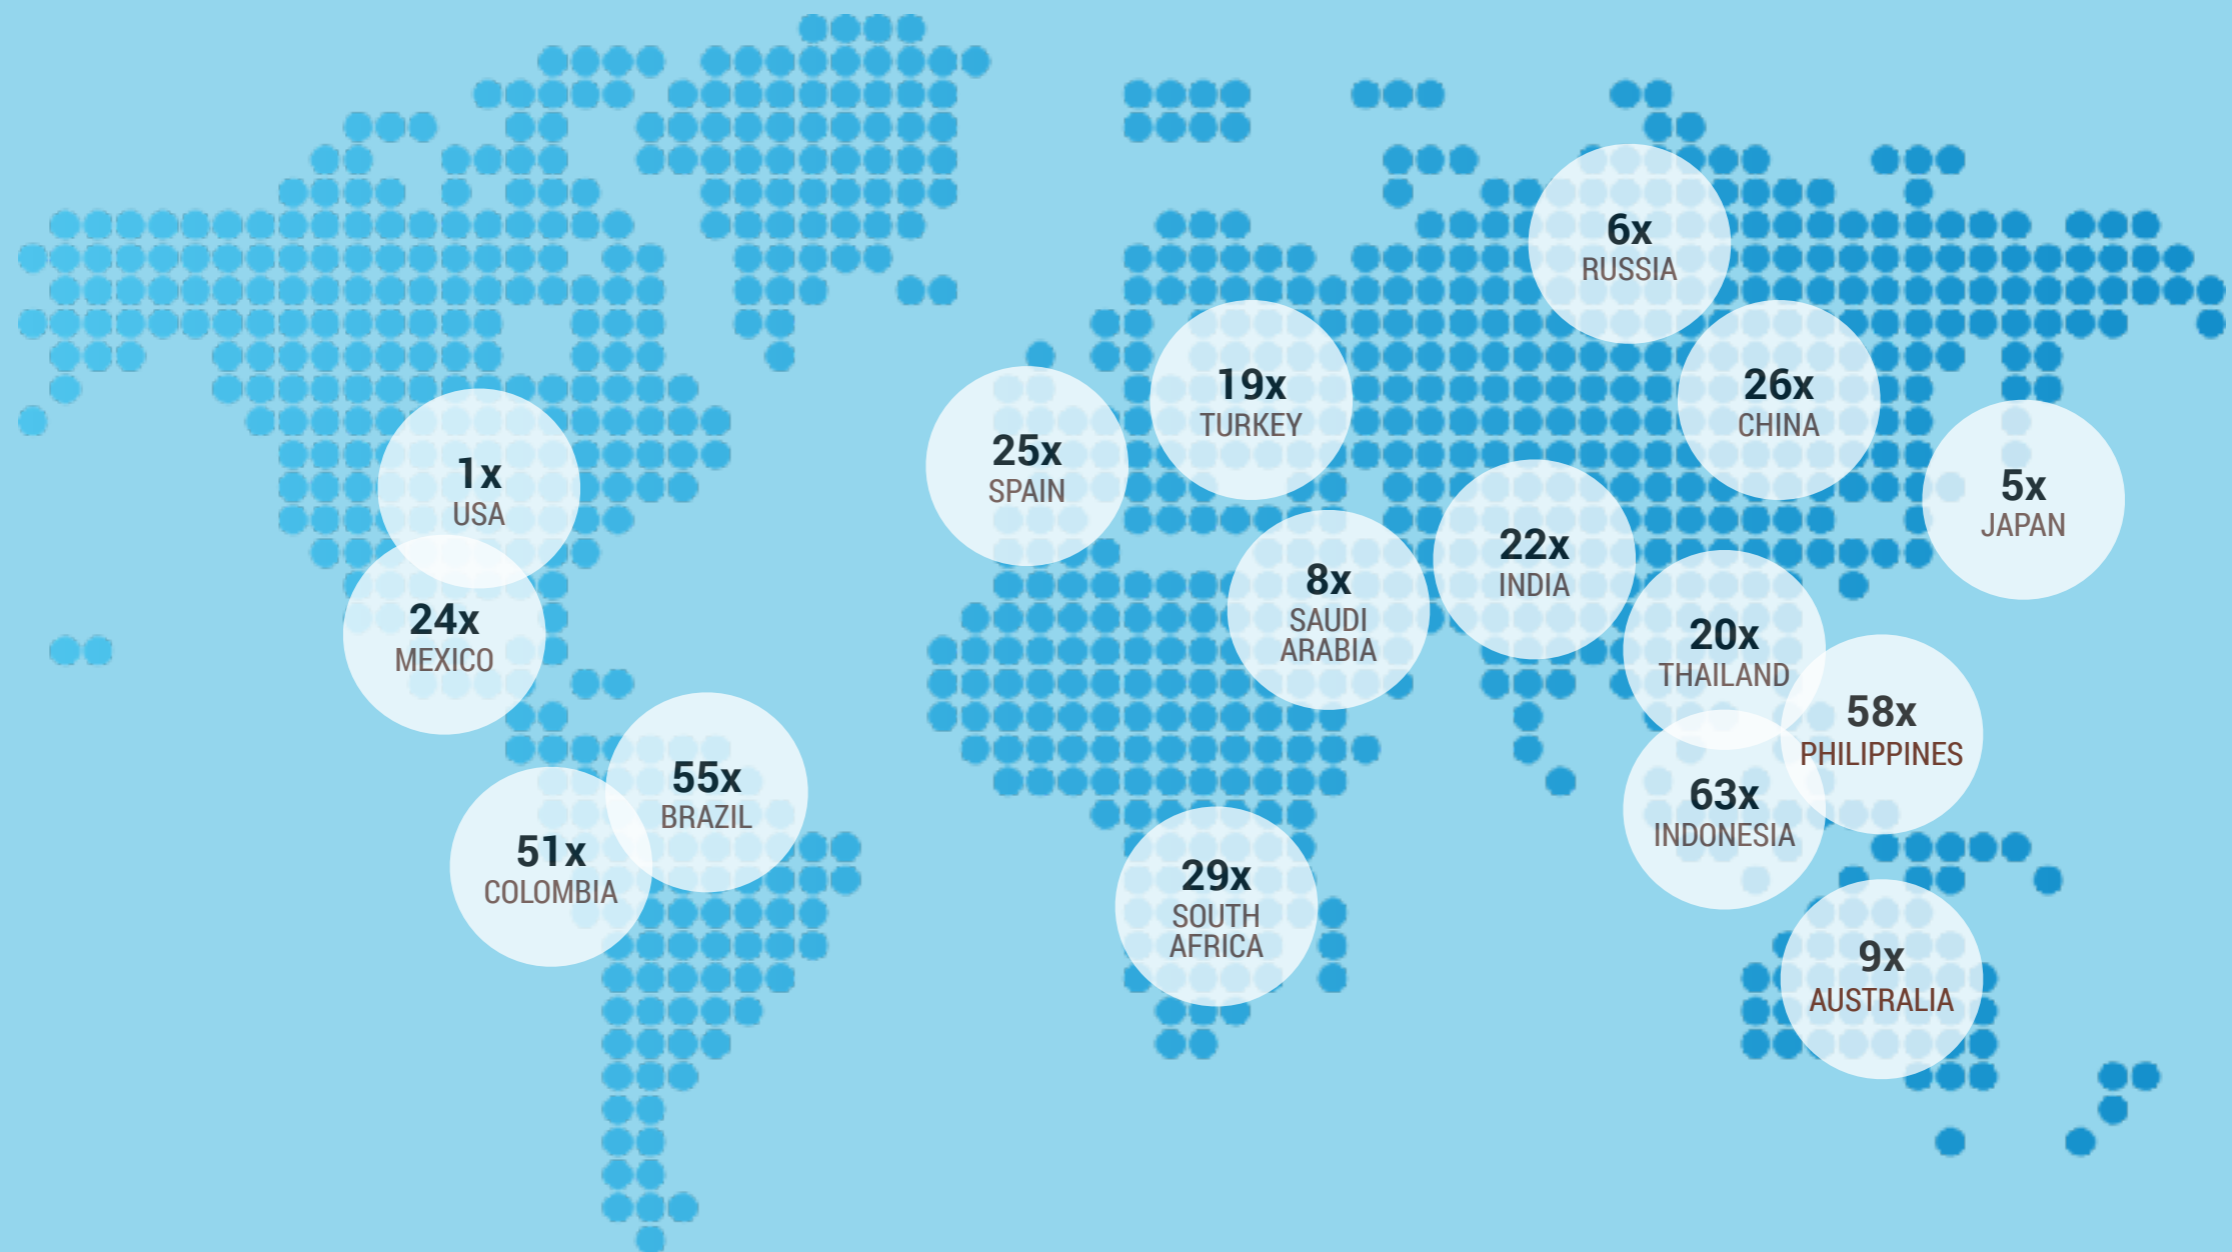 6x
RUSSIA
19x
TURKEY
26x
CHINA
25x
SPAIN
1x
USA
5x
JAPAN
22x
INDIA
8x
SAUDI
ARABIA
24x
MEXICO
20x
THAILAND
58x
PHILIPPINES
55x
BRAZIL
63x
INDONESIA
51x
COLOMBIA
29x
SOUTH
AFRICA
9x
AUSTRALIA